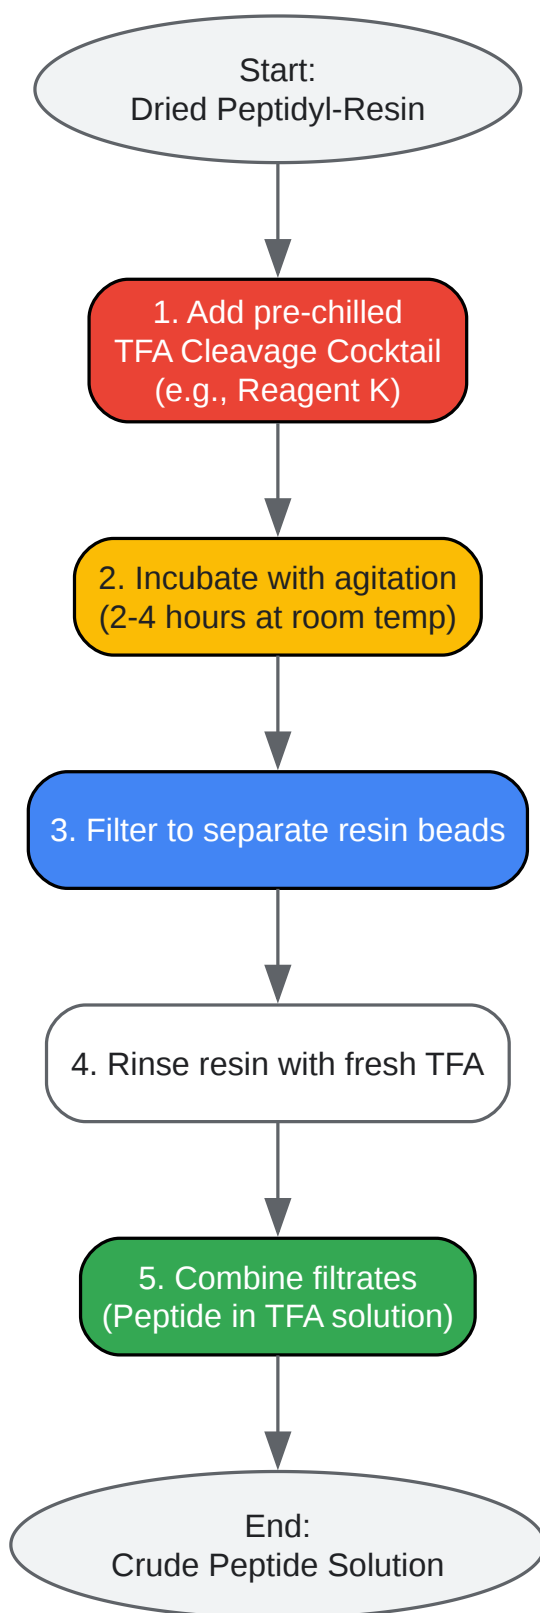 Start:
Dried Peptidyl-Resin
1. Add pre-chilled
TFA Cleavage Cocktail
(e.g., Reagent K)
2. Incubate with agitation
(2-4 hours at room temp)
3. Filter to separate resin beads
4. Rinse resin with fresh TFA
5. Combine filtrates
(Peptide in TFA solution)
End:
Crude Peptide Solution